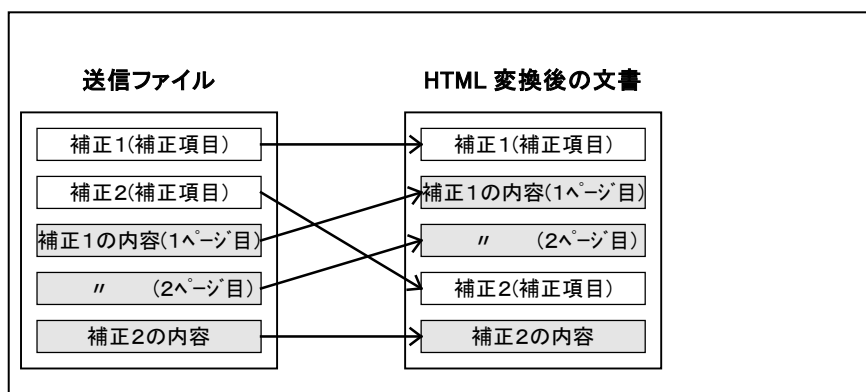 送信ファイル
補正1(補正項目)
補正2(補正項目)
補正1の内容(1ページ目)
〃 (2ページ目)
補正2の内容
HTML 変換後の文書
補正1(補正項目)
補正1の内容(1ページ目)
〃 (2ページ目)
補正2(補正項目)
補正2の内容